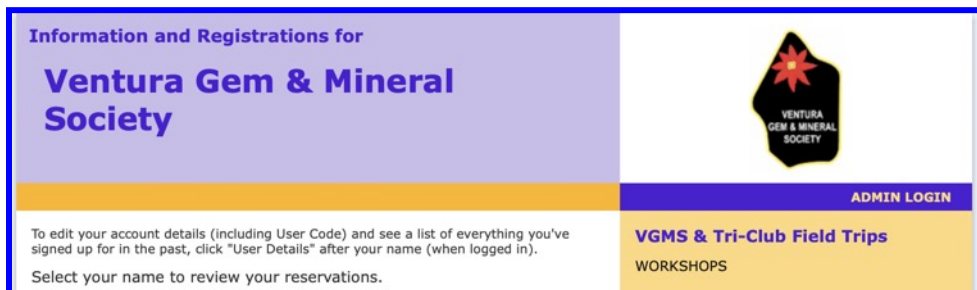 Information and Registrations for
Ventura Gem & Mineral
Society
VENTURA
GEM & MINERAL
SOCIETY
ADMIN LOGIN
To edit your account details (including User Code) and see a list of everything you've
signed up for in the past, click "User Details" after your name (when logged in).
Select your name to review your reservations.
VGMS & Tri-Club Field Trips
WORKSHOPS